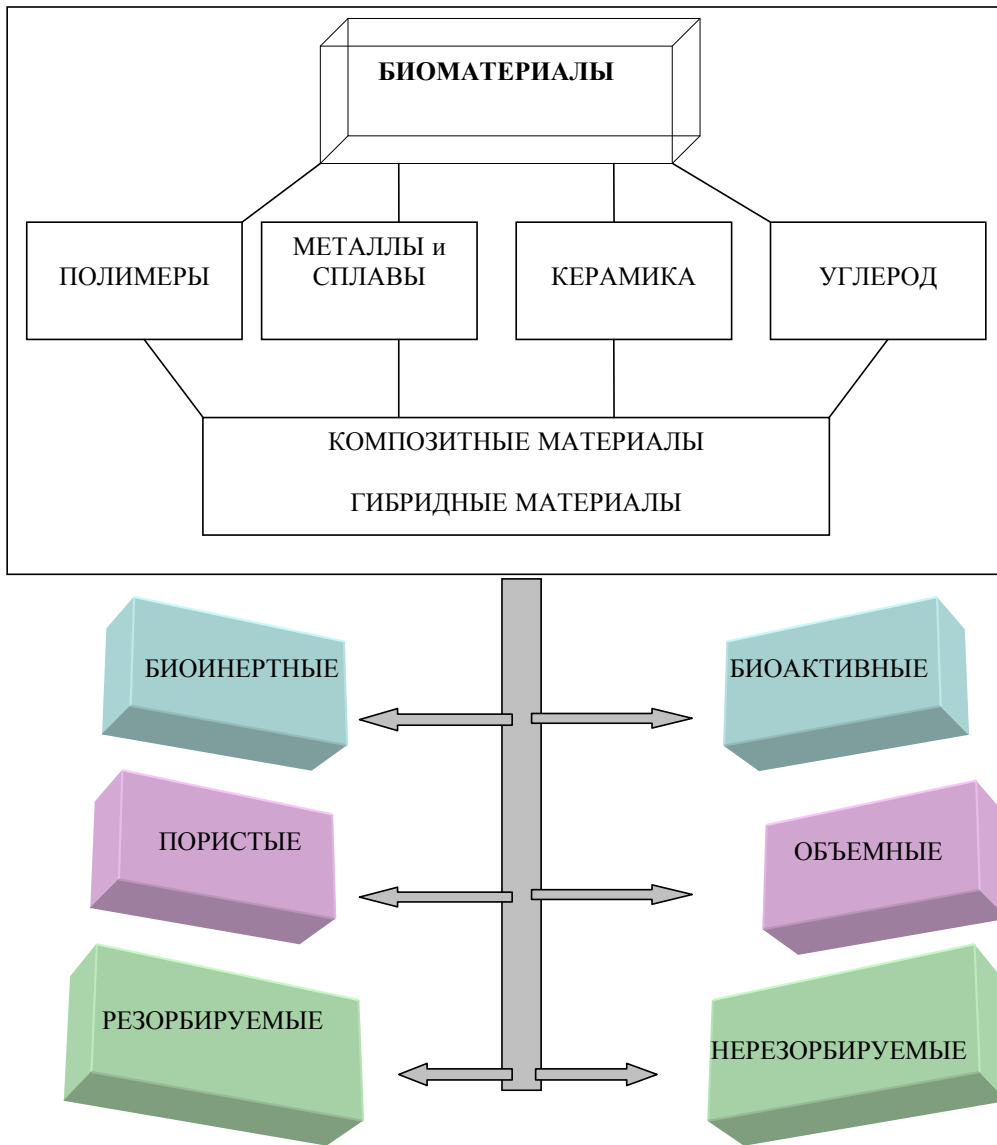 БИОМАТЕРИАЛЫ
ПОЛИМЕРЫ
МЕТАЛЛЫ и
СПЛАВЫ
КЕРАМИКА
УГЛЕРОД
КОМПОЗИТНЫЕ МАТЕРИАЛЫ
ГИБРИДНЫЕ МАТЕРИАЛЫ
БИОИНЕРТНЫЕ
БИОАКТИВНЫЕ
ПОРИСТЫЕ
ОБЪЕМНЫЕ
РЕЗОРБИРУЕМЫЕ
НЕРЕЗОРБИРУЕМЫЕ